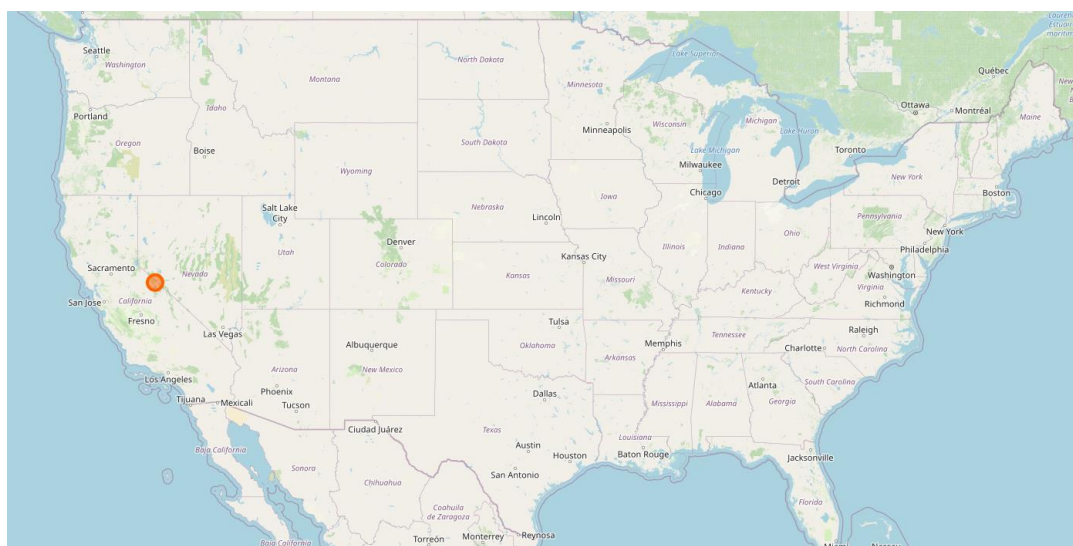 Lake Superior
Québec
Seattle
Washington
North Dakota
Montana
Minnesota
Ottawa
Montréal
Maine
Portland
Idaho
Oregon
Minneapolis
Wisconsin
Michigan
Lake Huron
Boise
South Dakota
Lake Michigan
Toronto
Wyoming
Milwaukee
Detroit
New York
Chicago
Boston
Iowa
Salt Lake
City
Nebraska
Lincoln
Pennsylvania
New York
Denver
Utah
Ohio
Illinois
Indiana
Philadelphia
Kansas City
Sacramento
Nevada
Colorado
Kansas
Missouri
West Virginia
Washington
Virginia
San Jose
California
Kentucky
Richmond
Fresno
Tulsa
Raleigh
Las Vegas
Tennessee
Albuquerque
Oklahoma
Memphis
Charlotte
North Carolina
Arkansas
Los Angeles
Arizona
New Mexico
South Carolina
Phoenix
Atlanta
Dallas
Tijuana
Mexicali
Tucson
Mississippi
Alabama
Georgia
Ciudad Juárez
Texas
Louisiana
Baja California
Austin
Houston
Baton Rouge
Jacksonville
Sonora
San Antonio
Chihuahua
Florida
Coahuila
de Zaragoza
Torreón
Monterrey
Reynosa